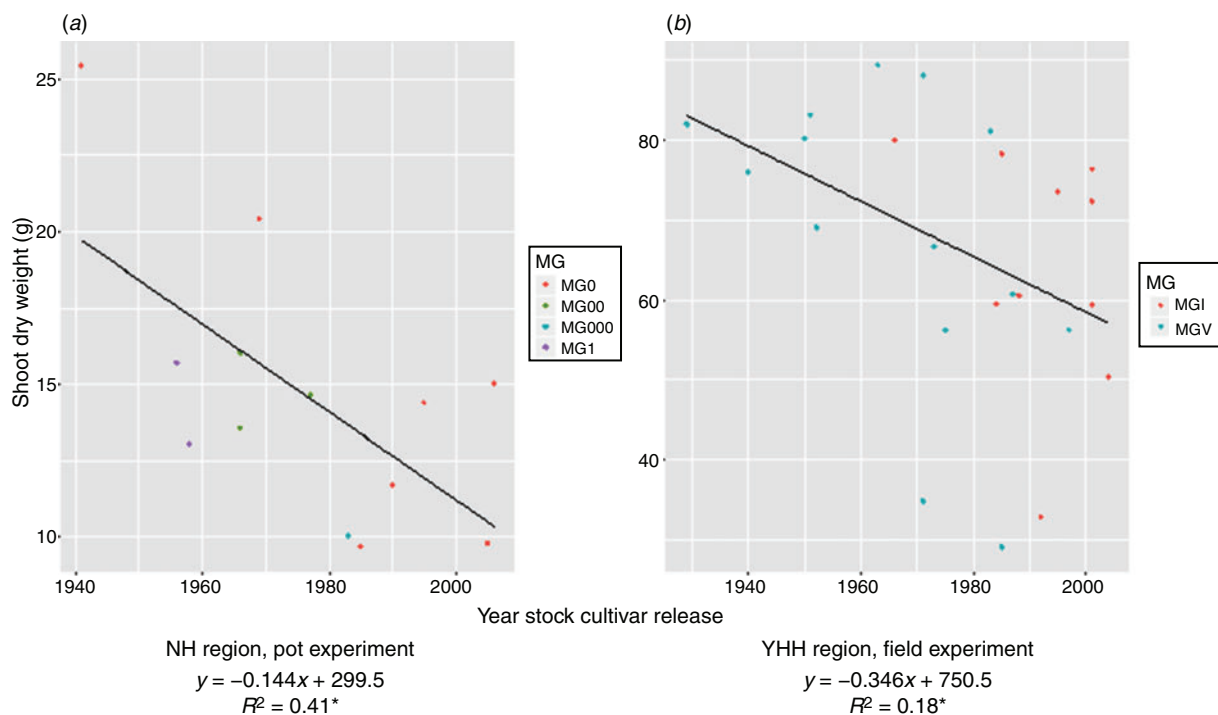 (a)
(b)
25
20
15
10
80
60
40
Shoot dry weight (g)
MG
MG0
MG00
MG000
MG1
MG
MGI
MGV
1940 1960 1980 2000
1940 1960 1980 2000
Year stock cultivar release
NH region, pot experiment
y = −0.144x + 299.5
R² = 0.41*
YHH region, field experiment
y = −0.346x + 750.5
R² = 0.18*